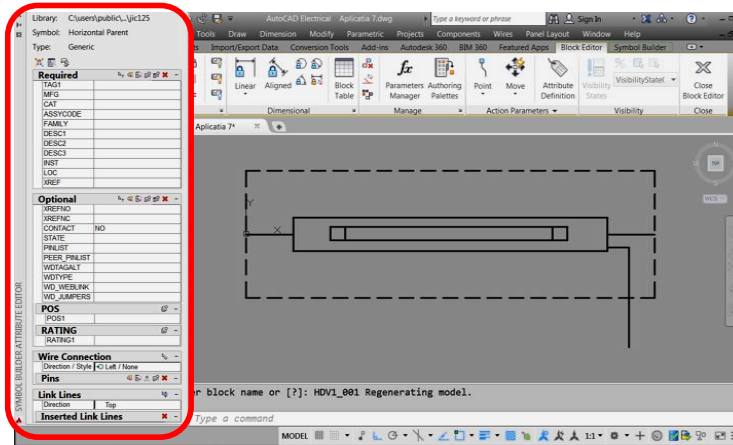 Library: C:\users\public\...\jic125
Symbol: Horizontal Parent
Type: Generic
Required
TAG1
MFG
CAT
ASSYCODE
FAMILY
DESC1
DESC2
DESC3
INST
LOC
XREF
Optional
XREFNO
XREFNC
CONTACT NO
STATE
PINLIST
PEER_PINLIST
WDTAGALT
WDTYPE
WD_WEBLINK
WD_JUMPERS
POS
POS1
RATING
RATING1
Wire Connection
Direction / Style Left / None
Pins
Link Lines
Direction Top
Inserted Link Lines
SYMBOL BUILDER ATTRIBUTE EDITOR
AutoCAD Electrical Aplicatia 7.dwg Type a keyword or phrase Sign In
Tools Draw Dimension Modify Parametric Projects Components Wires Panel Layout Window Help
ts Import/Export Data Conversion Tools Add-ins Autodesk 360 BIM 360 Featured Apps Block Editor Symbol Builder
Linear Aligned Block Table Parameters Manager Authoring Palettes Point Move Attribute Definition Visibility States VisibilityState( Close Block Editor
Dimensional Manage Action Parameters Visibility Close
Aplicatia 7*
N
TOP
WCS
Y
X
er block name or [?]: HDV1_001 Regenerating model.
Type a command
MODEL 1:1